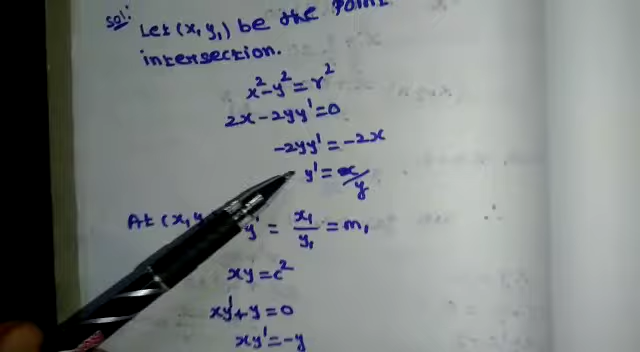 Sol:
Let (x, y₁) be the point
intersection.
x² - y² = r²
2x - 2yy' = 0
-2yy' = -2x
y' = x/y
At (x₁ y' = x₁/y₁ = m₁
xy = c²
xy' + y = 0
xy' = -y